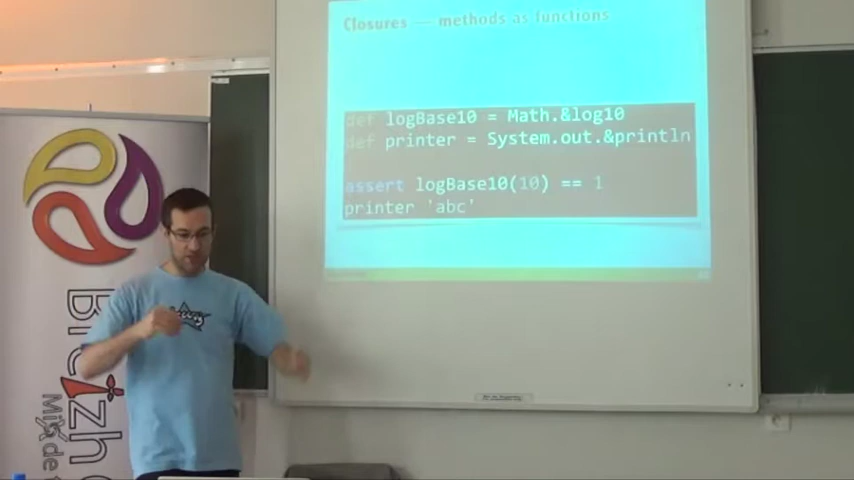 Closures — methods as functions
def logBase10 = Math.&log10
def printer = System.out.&println
assert logBase10(10) == 1
printer 'abc'